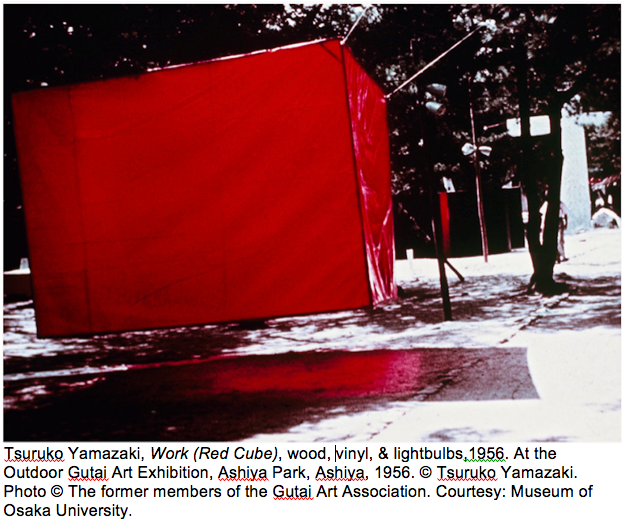 Tsuruko Yamazaki, Work (Red Cube), wood, vinyl, & lightbulbs,1956. At the
Outdoor Gutai Art Exhibition, Ashiya Park, Ashiya, 1956. © Tsuruko Yamazaki.
Photo © The former members of the Gutai Art Association. Courtesy: Museum of
Osaka University.